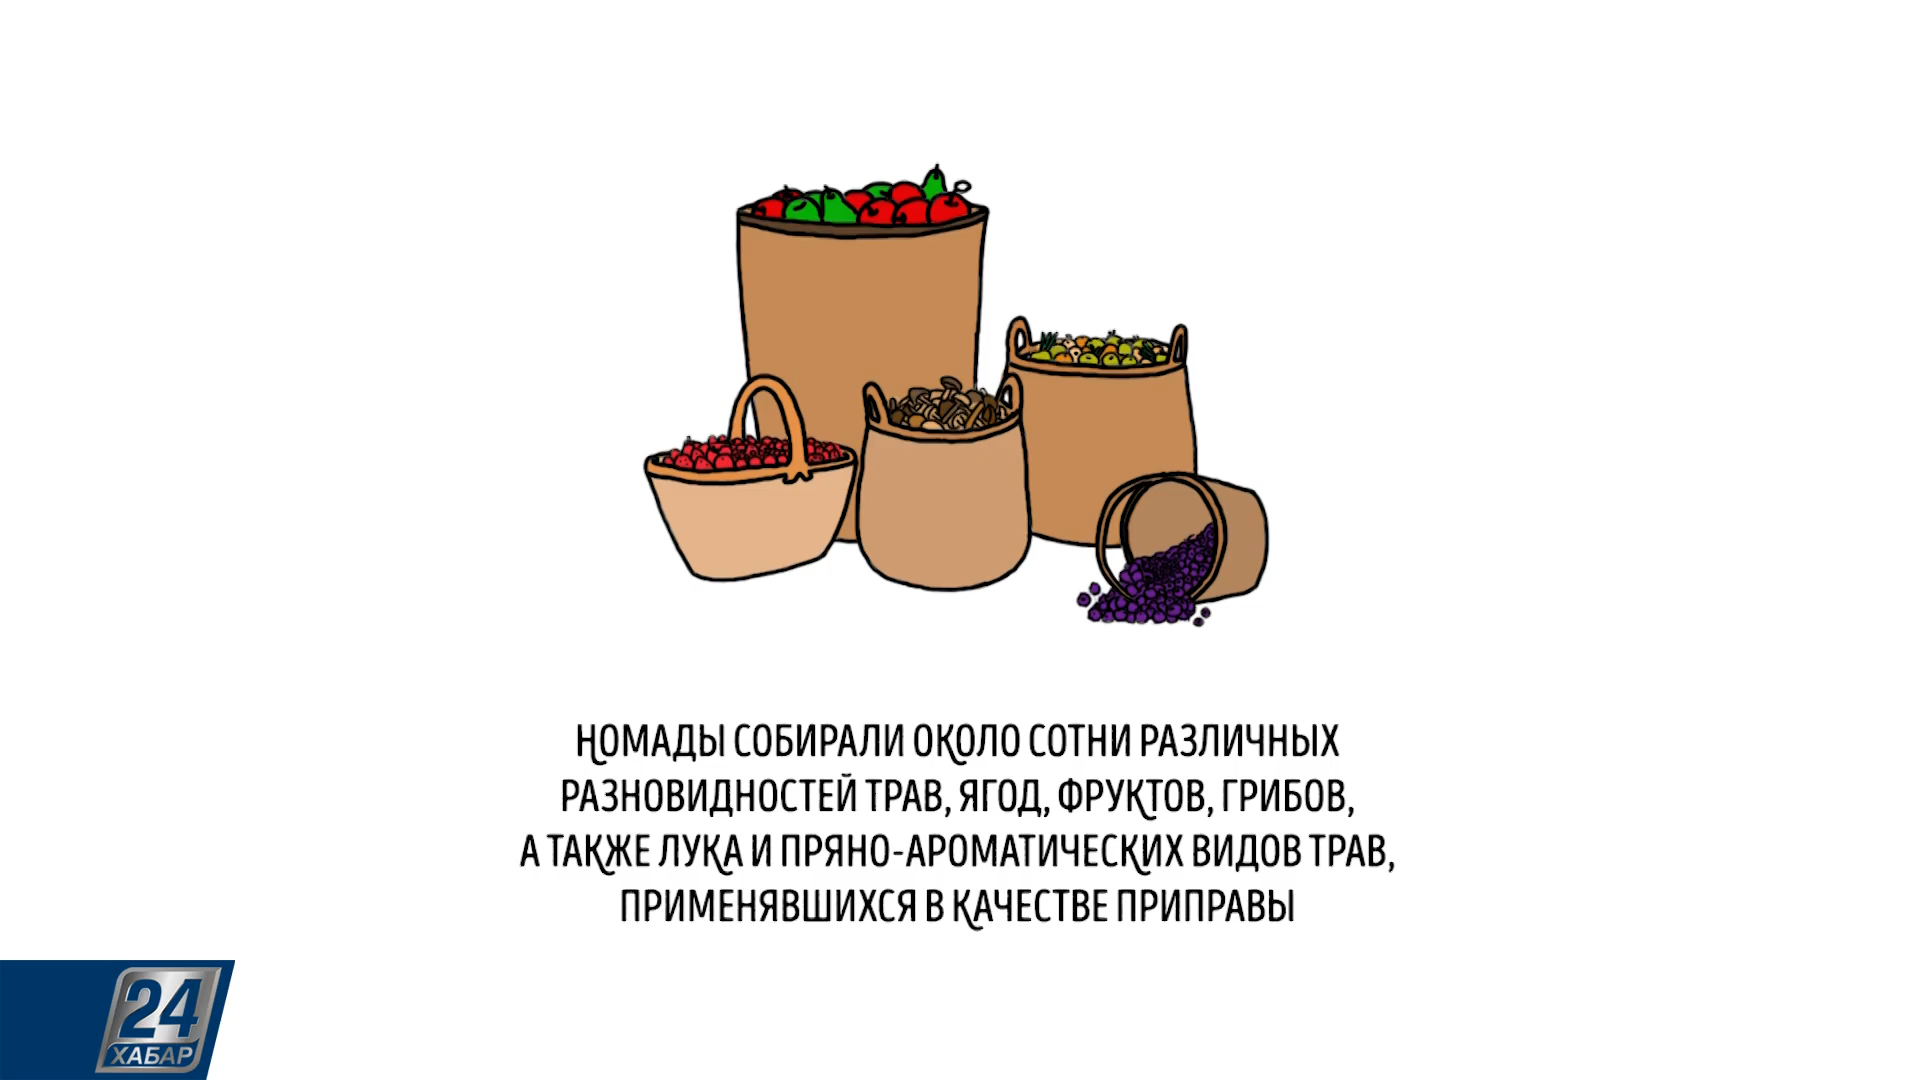 НОМАДЫ СОБИРАЛИ ОКОЛО СОТНИ РАЗЛИЧНЫХ
РАЗНОВИДНОСТЕЙ ТРАВ, ЯГОД, ФРУКТОВ, ГРИБОВ,
А ТАКЖЕ ЛУКА И ПРЯНО-АРОМАТИЧЕСКИХ ВИДОВ ТРАВ,
ПРИМЕНЯВШИХСЯ В КАЧЕСТВЕ ПРИПРАВЫ
24
ХАБАР